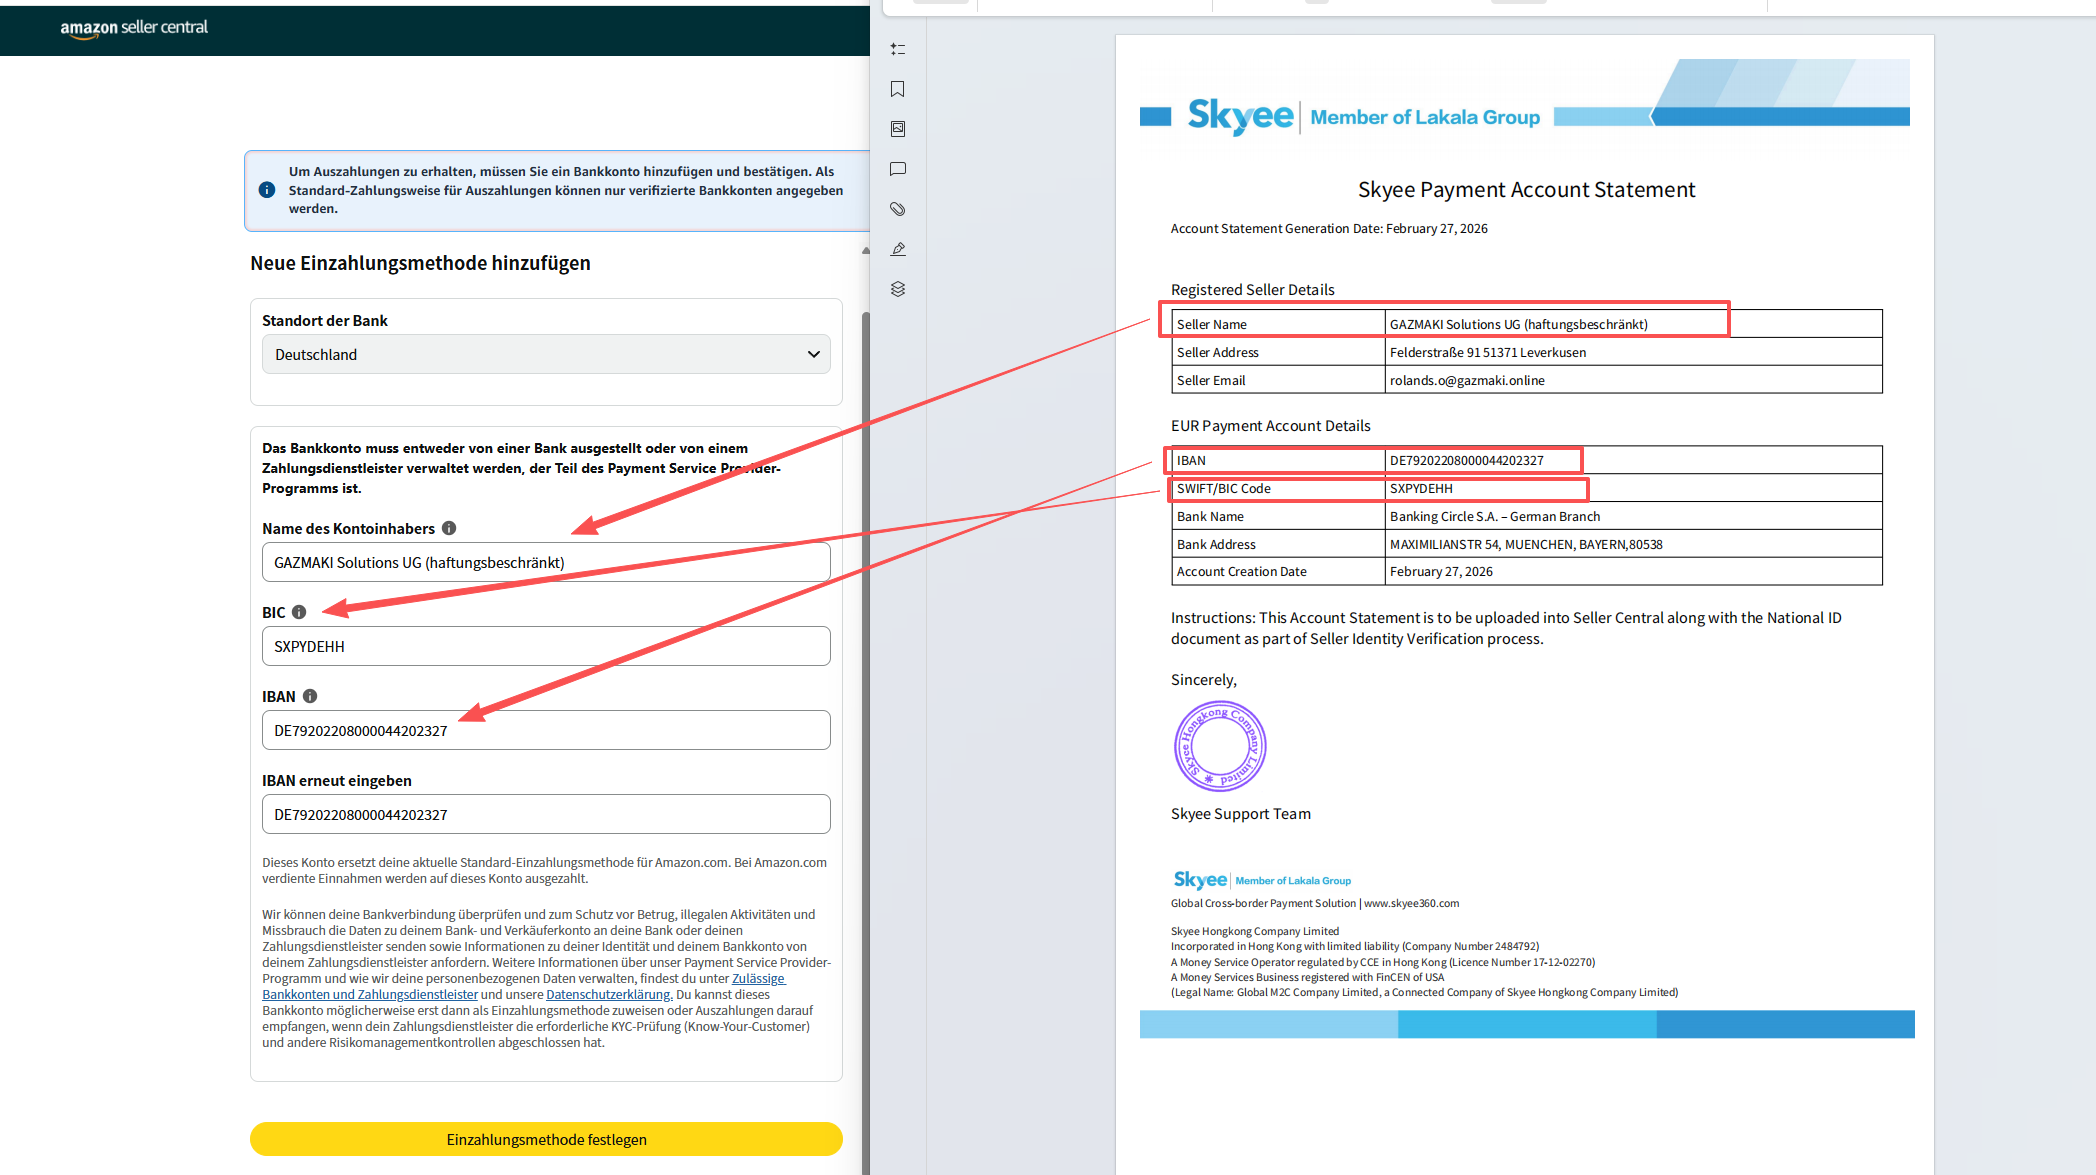 amazon seller central
Um Auszahlungen zu erhalten, müssen Sie ein Bankkonto hinzufügen und bestätigen. Als
Standard-Zahlungsweise für Auszahlungen können nur verifizierte Bankkonten angegeben
werden.
Neue Einzahlungsmethode hinzufügen
Standort der Bank
Deutschland
Das Bankkonto muss entweder von einer Bank ausgestellt oder von einem
Zahlungsdienstleister verwaltet werden, der Teil des Payment Service Provider-
Programms ist.
Name des Kontoinhabers
GAZMAKI Solutions UG (haftungsbeschränkt)
BIC
SXPYDEHH
IBAN
DE79202208000044202327
IBAN erneut eingeben
DE79202208000044202327
Dieses Konto ersetzt deine aktuelle Standard-Einzahlungsmethode für Amazon.com. Bei Amazon.com
verdiente Einnahmen werden auf dieses Konto ausgezahlt.
Wir können deine Bankverbindung überprüfen und zum Schutz vor Betrug, illegalen Aktivitäten und
Missbrauch die Daten zu deinem Bank- und Verkäuferkonto an deine Bank oder deinen
Zahlungsdienstleister senden sowie Informationen zu deiner Identität und deinem Bankkonto von
deinem Zahlungsdienstleister anfordern. Weitere Informationen über unser Payment Service Provider-
Programm und wie wir deine personenbezogenen Daten verwalten, findest du unter Zulässige
Bankkonten und Zahlungsdienstleister und unsere Datenschutzerklärung. Du kannst dieses
Bankkonto möglicherweise erst dann als Einzahlungsmethode zuweisen oder Auszahlungen darauf
empfangen, wenn dein Zahlungsdienstleister die erforderliche KYC-Prüfung (Know-Your-Customer)
und andere Risikomanagementkontrollen abgeschlossen hat.
Einzahlungsmethode festlegen
Skyee Member of Lakala Group
Skyee Payment Account Statement
Account Statement Generation Date: February 27, 2026
Registered Seller Details
Seller Name GAZMAKI Solutions UG (haftungsbeschränkt)
Seller Address Felderstraße 91 51371 Leverkusen
Seller Email rolands.o@gazmaki.online
EUR Payment Account Details
IBAN DE79202208000044202327
SWIFT/BIC Code SXPYDEHH
Bank Name Banking Circle S.A. – German Branch
Bank Address MAXIMILIANSTR 54, MUENCHEN, BAYERN,80538
Account Creation Date February 27, 2026
Instructions: This Account Statement is to be uploaded into Seller Central along with the National ID
document as part of Seller Identity Verification process.
Sincerely,
Skyee Hongkong Company Limited
Skyee Support Team
Skyee Member of Lakala Group
Global Cross-border Payment Solution | www.skyee360.com
Skyee Hongkong Company Limited
Incorporated in Hong Kong with limited liability (Company Number 2484792)
A Money Service Operator regulated by CCE in Hong Kong (Licence Number 17-12-02270)
A Money Services Business registered with FinCEN of USA
(Legal Name: Global M2C Company Limited, a Connected Company of Skyee Hongkong Company Limited)